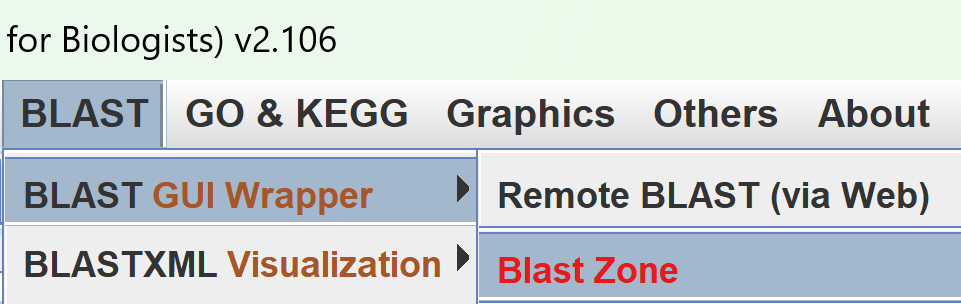 for Biologists) v2.106
BLAST GO & KEGG Graphics Others About
BLAST GUI Wrapper Remote BLAST (via Web)
BLASTXML Visualization Blast Zone